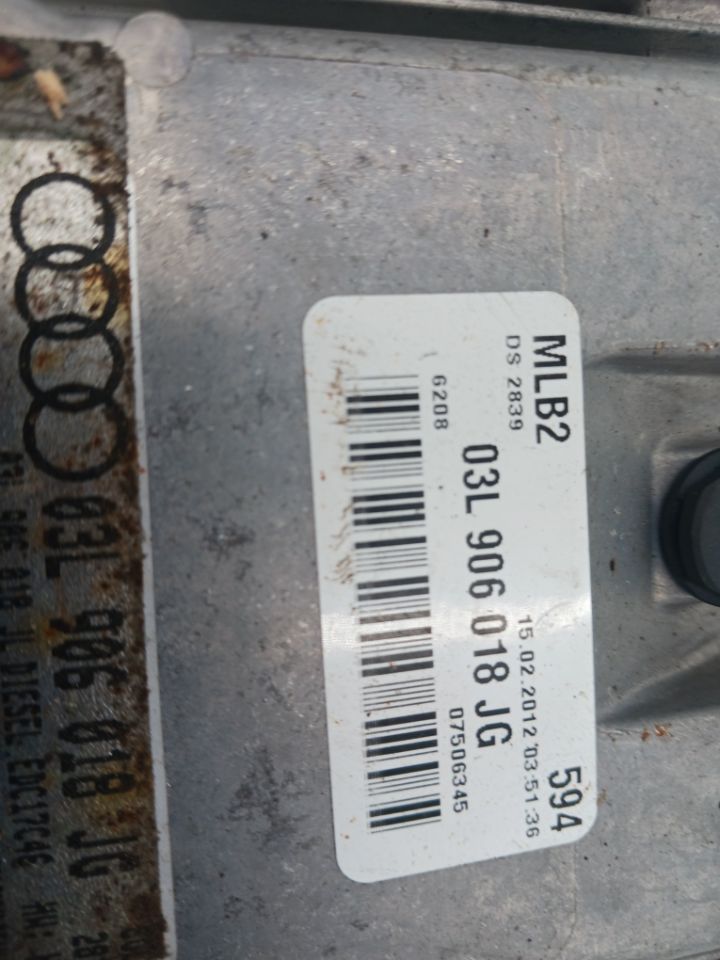 MLB2 594
DS 2839 15.02.2012 03:51:36
03L 906 018 JG
6208 07506345
03L 906 018 JG
DIESEL EDC17C46